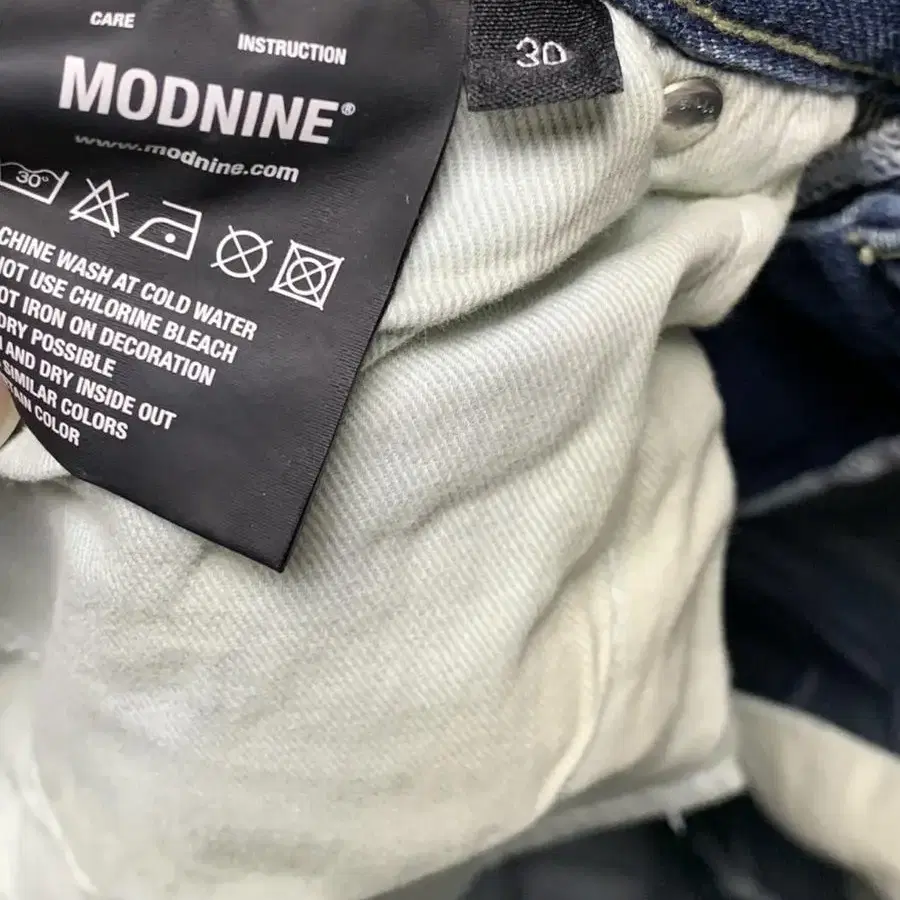 CARE
INSTRUCTION
MODNINE®
www.modnine.com
30
30°
CHINE WASH AT COLD WATER
NOT USE CHLORINE BLEACH
NOT IRON ON DECORATION
DRY POSSIBLE
AND DRY INSIDE OUT
SIMILAR COLORS
COLOR